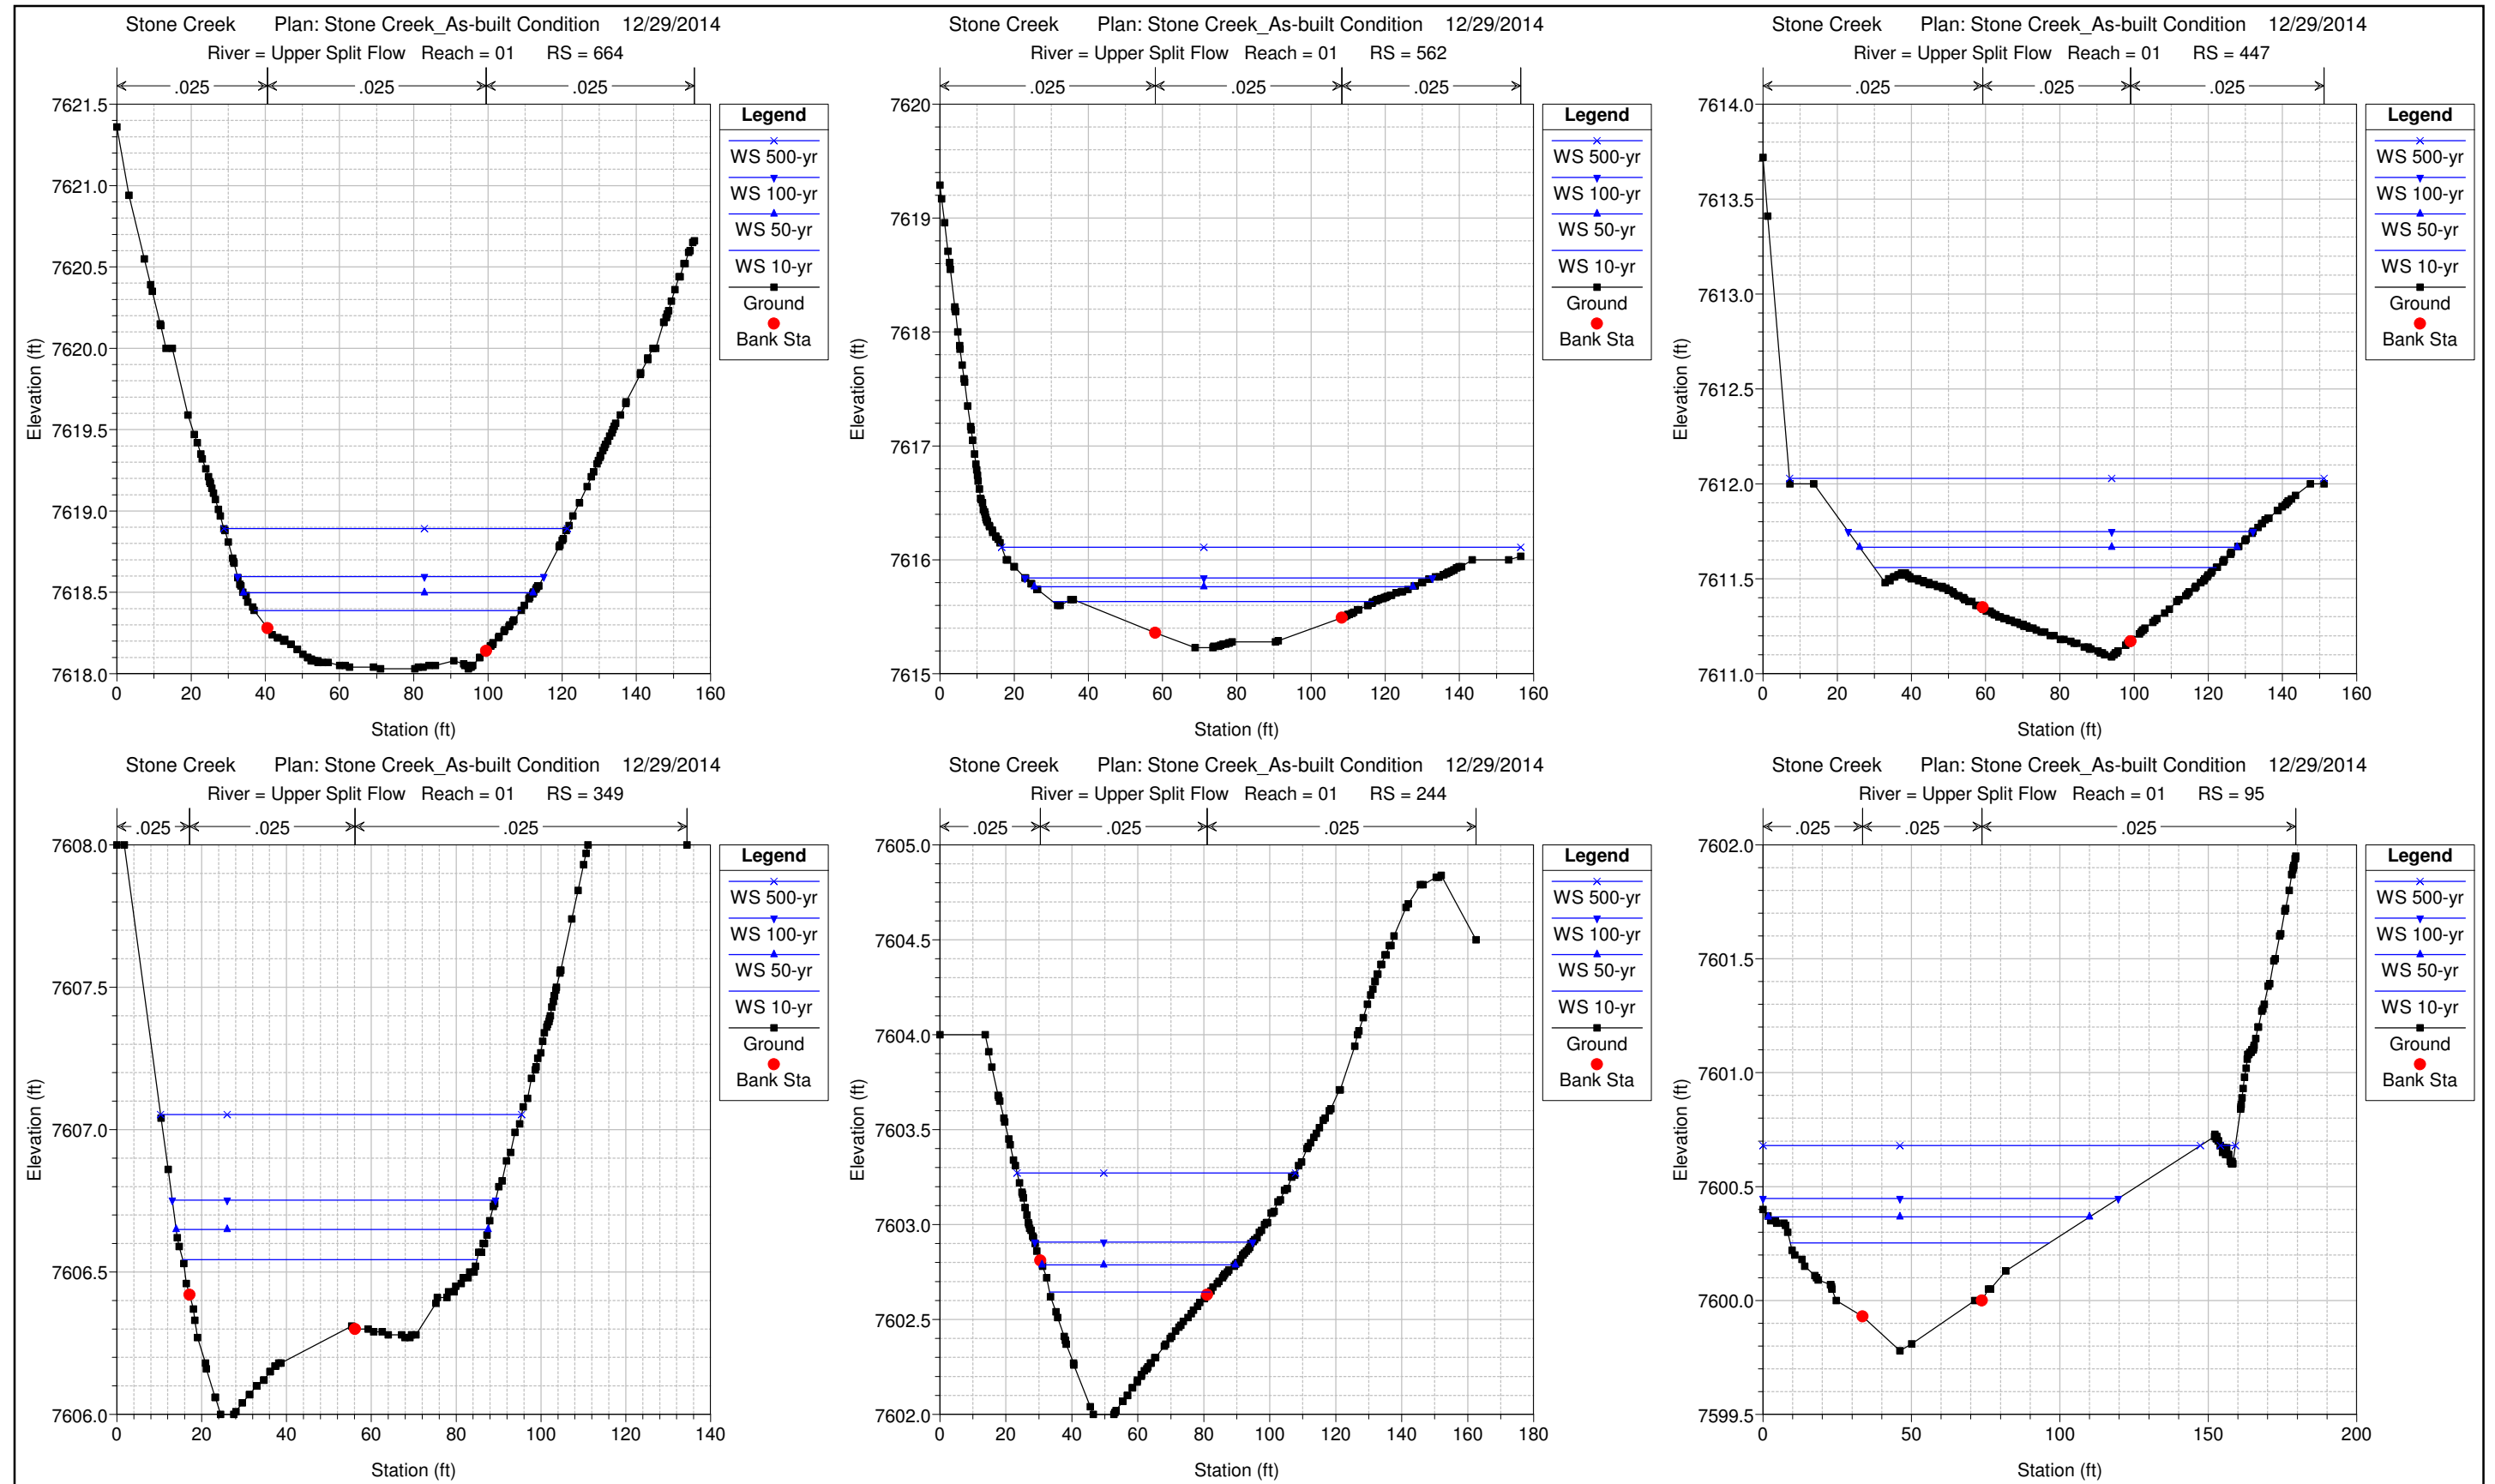 Stone Creek Plan: Stone Creek_As-built Condition 12/29/2014
River = Upper Split Flow Reach = 01 RS = 664
.025 .025 .025
7621.5
7621.0
7620.5
7620.0
7619.5
7619.0
7618.5
7618.0
Elevation (ft)
0 20 40 60 80 100 120 140 160
Station (ft)
Legend
WS 500-yr
WS 100-yr
WS 50-yr
WS 10-yr
Ground
Bank Sta
Stone Creek Plan: Stone Creek_As-built Condition 12/29/2014
River = Upper Split Flow Reach = 01 RS = 562
.025 .025 .025
7620
7619
7618
7617
7616
7615
Elevation (ft)
0 20 40 60 80 100 120 140 160
Station (ft)
Legend
WS 500-yr
WS 100-yr
WS 50-yr
WS 10-yr
Ground
Bank Sta
Stone Creek Plan: Stone Creek_As-built Condition 12/29/2014
River = Upper Split Flow Reach = 01 RS = 447
.025 .025 .025
7614.0
7613.5
7613.0
7612.5
7612.0
7611.5
7611.0
Elevation (ft)
0 20 40 60 80 100 120 140 160
Station (ft)
Legend
WS 500-yr
WS 100-yr
WS 50-yr
WS 10-yr
Ground
Bank Sta
Stone Creek Plan: Stone Creek_As-built Condition 12/29/2014
River = Upper Split Flow Reach = 01 RS = 349
.025 .025 .025
7608.0
7607.5
7607.0
7606.5
7606.0
Elevation (ft)
0 20 40 60 80 100 120 140
Station (ft)
Legend
WS 500-yr
WS 100-yr
WS 50-yr
WS 10-yr
Ground
Bank Sta
Stone Creek Plan: Stone Creek_As-built Condition 12/29/2014
River = Upper Split Flow Reach = 01 RS = 244
.025 .025 .025
7605.0
7604.5
7604.0
7603.5
7603.0
7602.5
7602.0
Elevation (ft)
0 20 40 60 80 100 120 140 160 180
Station (ft)
Legend
WS 500-yr
WS 100-yr
WS 50-yr
WS 10-yr
Ground
Bank Sta
Stone Creek Plan: Stone Creek_As-built Condition 12/29/2014
River = Upper Split Flow Reach = 01 RS = 95
.025 .025 .025
7602.0
7601.5
7601.0
7600.5
7600.0
7599.5
Elevation (ft)
0 50 100 150 200
Station (ft)
Legend
WS 500-yr
WS 100-yr
WS 50-yr
WS 10-yr
Ground
Bank Sta